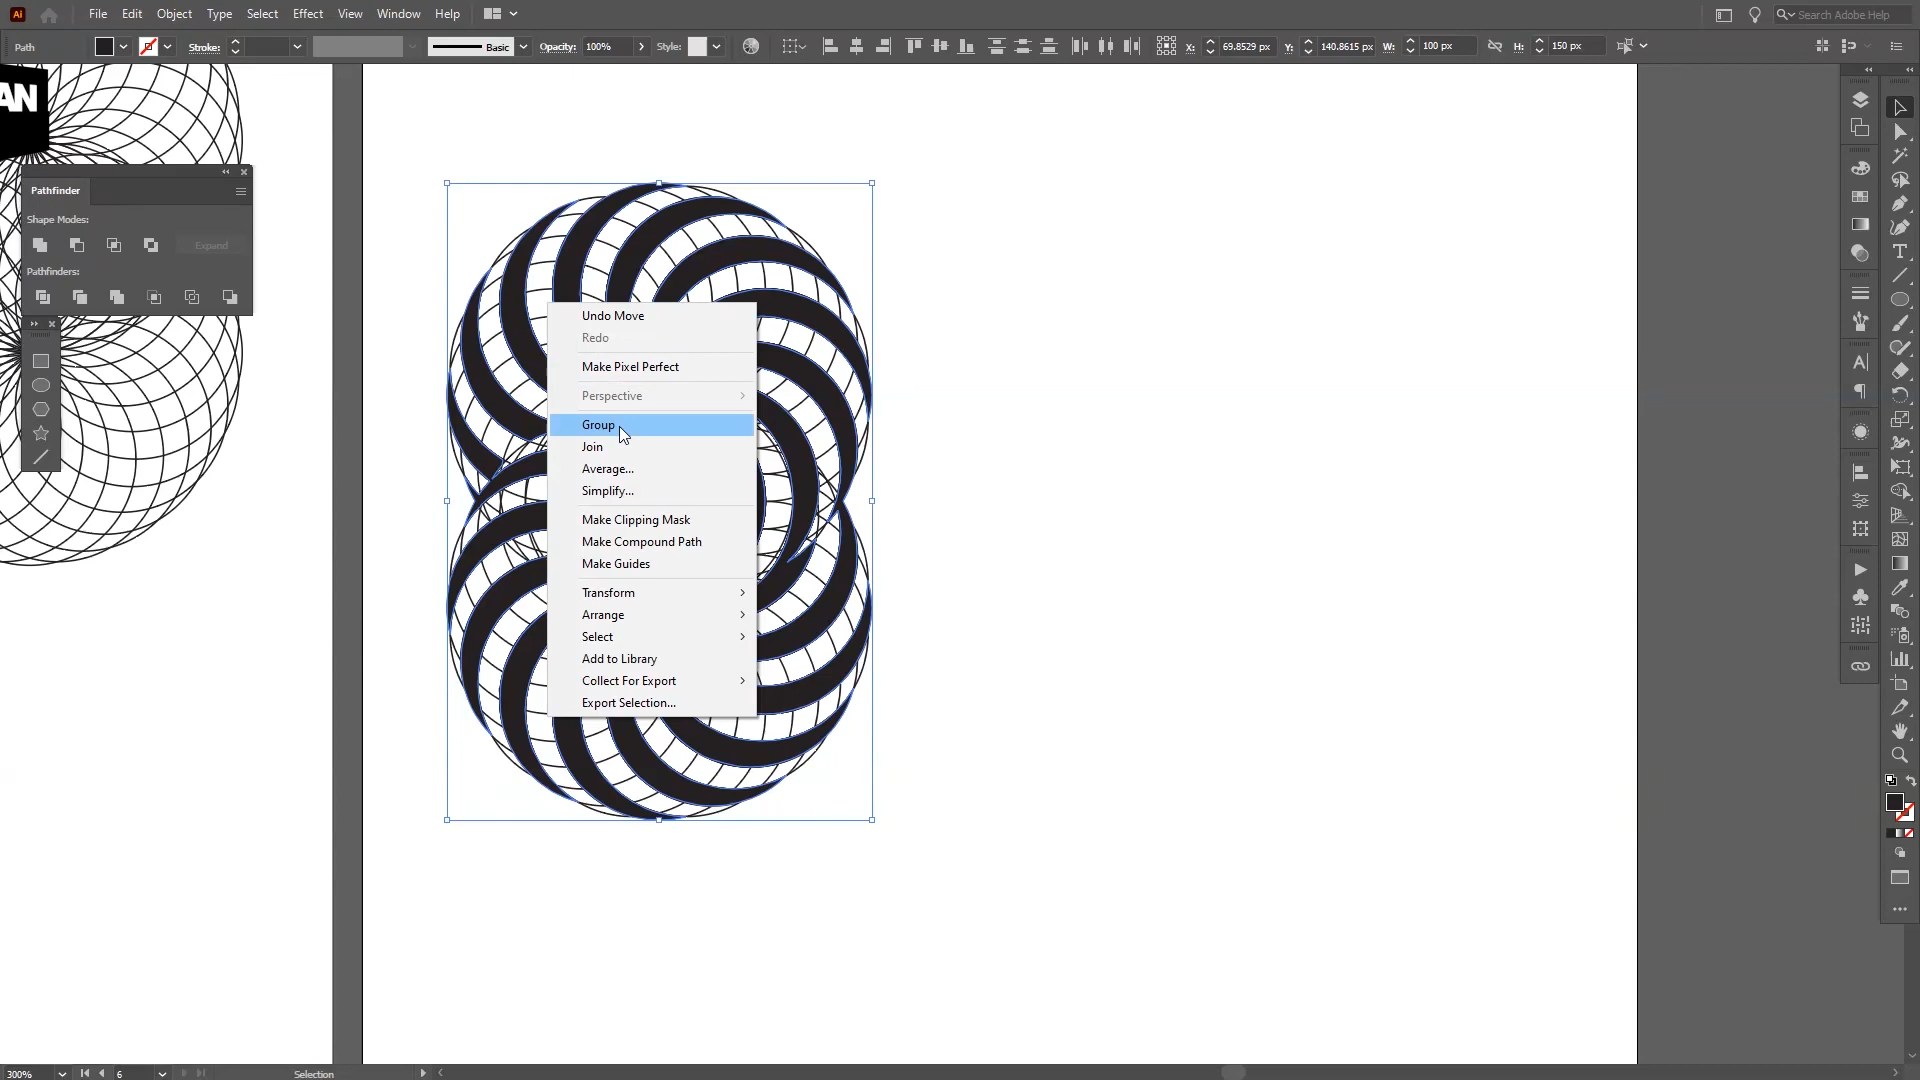 Ai File Edit Object Type Select Effect View Window Help Search Adobe Help
Path Stroke: Basic Opacity: 100% Style: X: 69.8529 px Y: 140.8615 px W: 100 px H: 150 px
AN
Pathfinder
Shape Modes:
Expand
Pathfinders:
Undo Move
Redo
Make Pixel Perfect
Perspective
Group
Join
Average...
Simplify...
Make Clipping Mask
Make Compound Path
Make Guides
Transform
Arrange
Select
Add to Library
Collect For Export
Export Selection...
300% 6 Selection